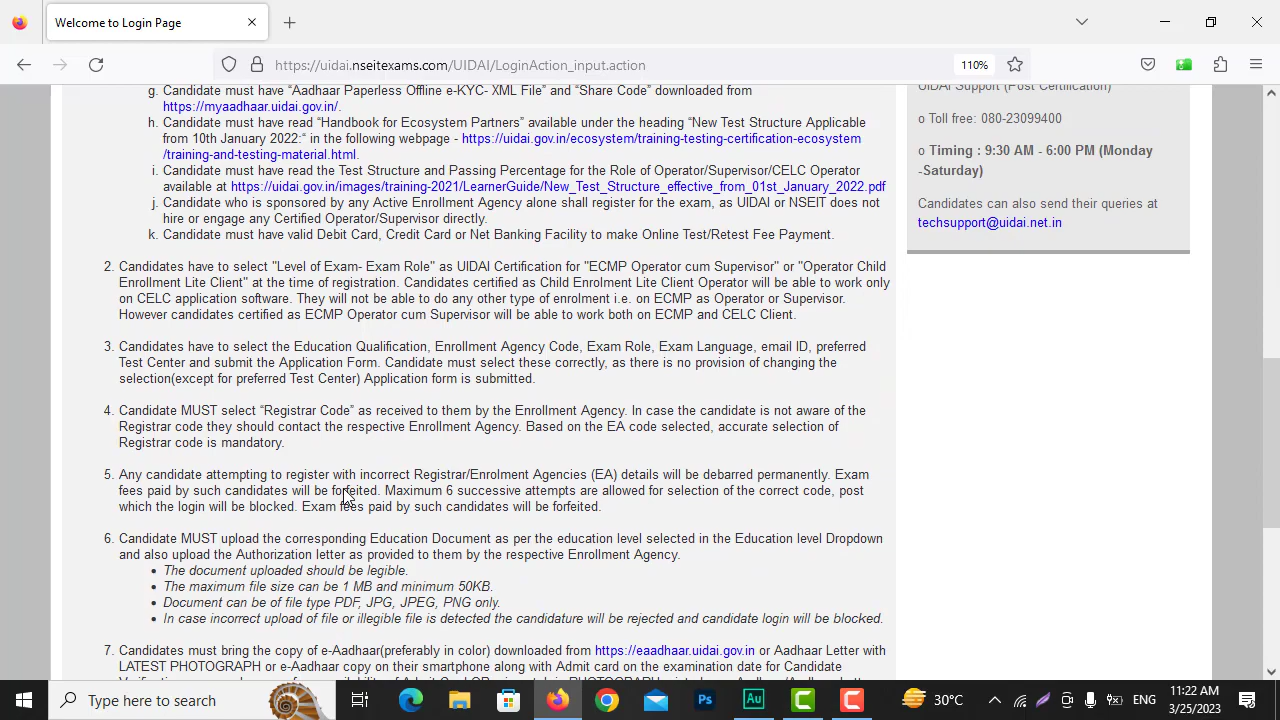 Welcome to Login Page
https://uidai.nseitexams.com/UIDAI/LoginAction_input.action
110%
g. Candidate must have “Aadhaar Paperless Offline e-KYC- XML File” and “Share Code” downloaded from
https://myaadhaar.uidai.gov.in/.
h. Candidate must have read “Handbook for Ecosystem Partners” available under the heading “New Test Structure Applicable
from 10th January 2022:“ in the following webpage - https://uidai.gov.in/ecosystem/training-testing-certification-ecosystem
/training-and-testing-material.html.
i. Candidate must have read the Test Structure and Passing Percentage for the Role of Operator/Supervisor/CELC Operator
available at https://uidai.gov.in/images/training-2021/LearnerGuide/New_Test_Structure_effective_from_01st_January_2022.pdf
j. Candidate who is sponsored by any Active Enrollment Agency alone shall register for the exam, as UIDAI or NSEIT does not
hire or engage any Certified Operator/Supervisor directly.
k. Candidate must have valid Debit Card, Credit Card or Net Banking Facility to make Online Test/Retest Fee Payment.
2. Candidates have to select "Level of Exam- Exam Role" as UIDAI Certification for "ECMP Operator cum Supervisor" or "Operator Child
Enrolment Lite Client" at the time of registration. Candidates certified as Child Enrolment Lite Client Operator will be able to work only
on CELC application software. They will not be able to do any other type of enrolment i.e. on ECMP as Operator or Supervisor.
However candidates certified as ECMP Operator cum Supervisor will be able to work both on ECMP and CELC Client.
3. Candidates have to select the Education Qualification, Enrollment Agency Code, Exam Role, Exam Language, email ID, preferred
Test Center and submit the Application Form. Candidate must select these correctly, as there is no provision of changing the
selection(except for preferred Test Center) Application form is submitted.
4. Candidate MUST select “Registrar Code” as received to them by the Enrollment Agency. In case the candidate is not aware of the
Registrar code they should contact the respective Enrollment Agency. Based on the EA code selected, accurate selection of
Registrar code is mandatory.
5. Any candidate attempting to register with incorrect Registrar/Enrolment Agencies (EA) details will be debarred permanently. Exam
fees paid by such candidates will be forfeited. Maximum 6 successive attempts are allowed for selection of the correct code, post
which the login will be blocked. Exam fees paid by such candidates will be forfeited.
6. Candidate MUST upload the corresponding Education Document as per the education level selected in the Education level Dropdown
and also upload the Authorization letter as provided to them by the respective Enrollment Agency.
• The document uploaded should be legible.
• The maximum file size can be 1 MB and minimum 50KB.
• Document can be of file type PDF, JPG, JPEG, PNG only.
• In case incorrect upload of file or illegible file is detected the candidature will be rejected and candidate login will be blocked.
7. Candidates must bring the copy of e-Aadhaar(preferably in color) downloaded from https://eaadhaar.uidai.gov.in or Aadhaar Letter with
LATEST PHOTOGRAPH or e-Aadhaar copy on their smartphone along with Admit card on the examination date for Candidate
UIDAI Support (Post Certification)
o Toll free: 080-23099400
o Timing : 9:30 AM - 6:00 PM (Monday
-Saturday)
Candidates can also send their queries at
techsupport@uidai.net.in
Type here to search
Ps
Au
C
C
30°C
ENG
11:22 AM
3/25/2023